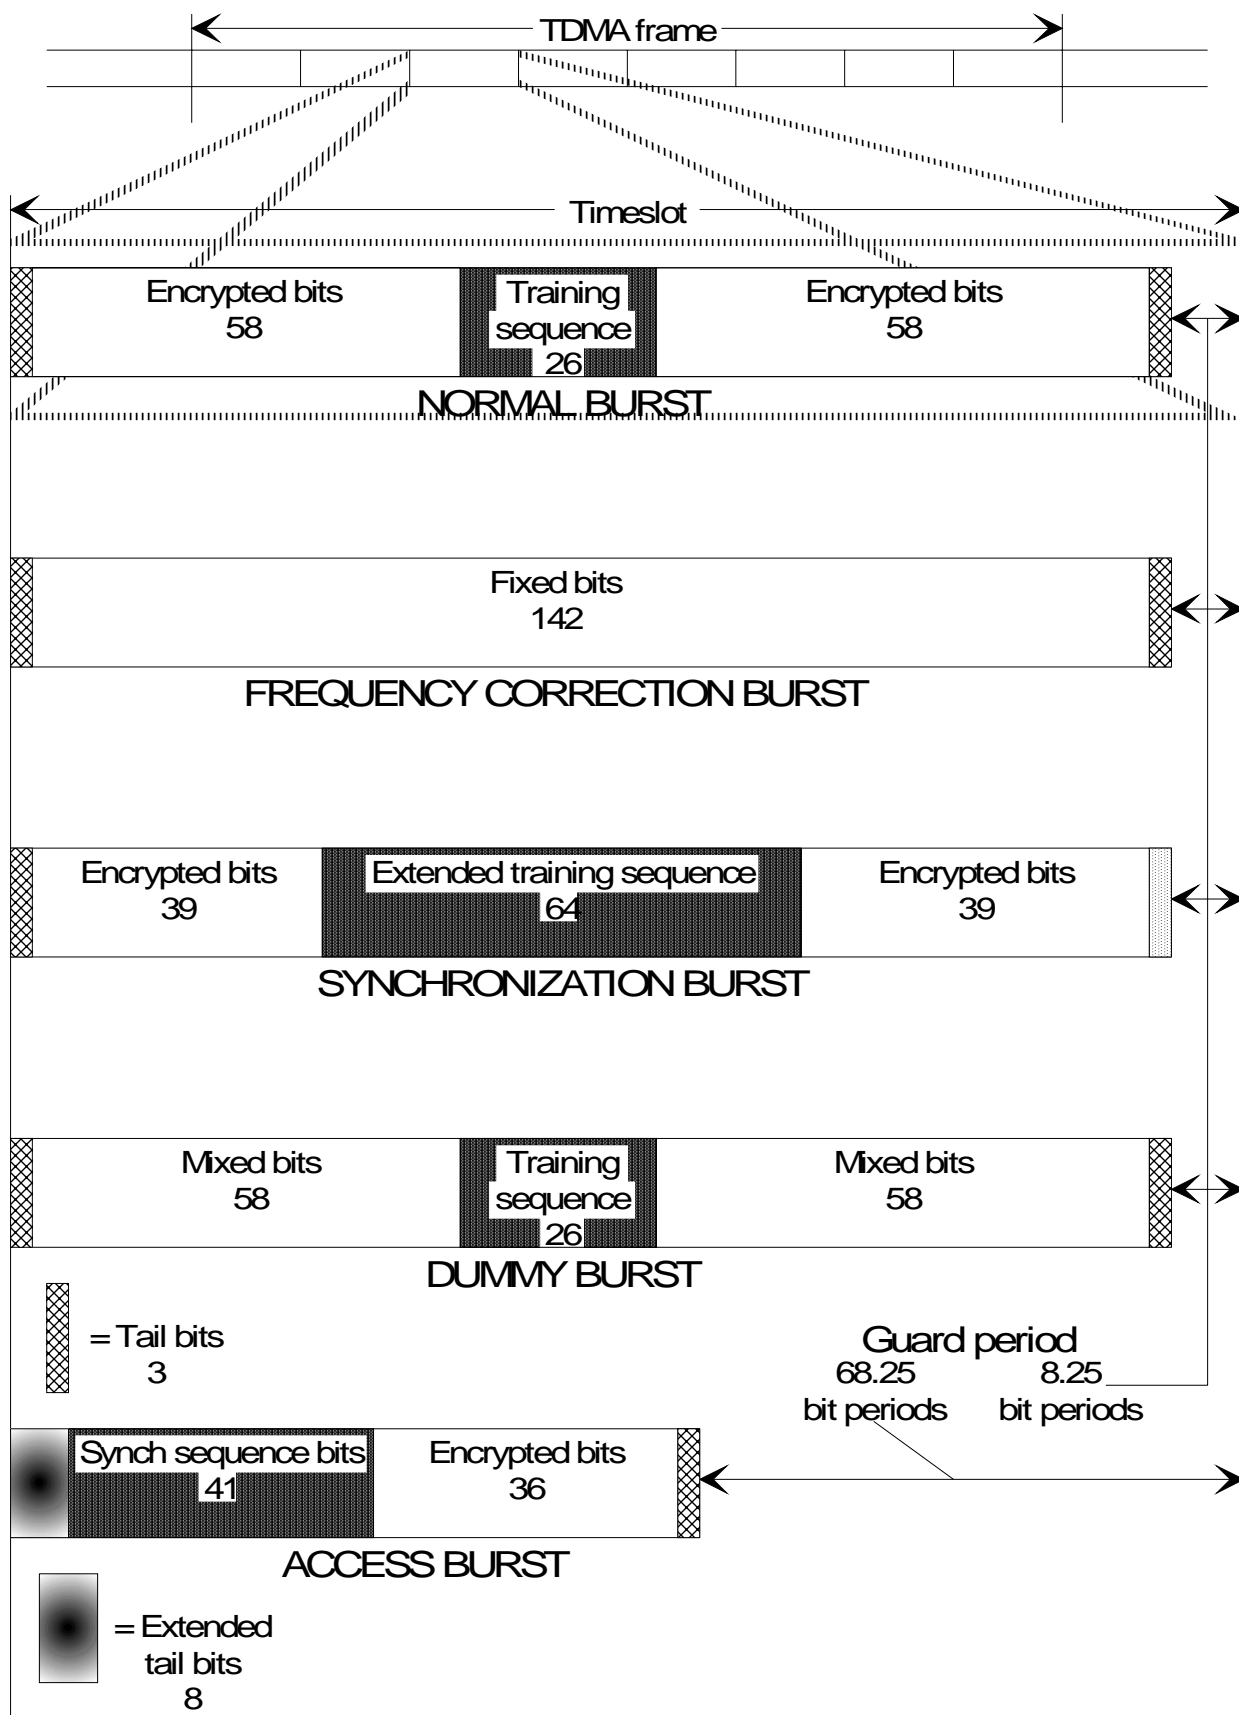 TDMA frame
Timeslot
Encrypted bits
58
Training
sequence
26
Encrypted bits
58
NORMAL BURST
Fixed bits
142
FREQUENCY CORRECTION BURST
Encrypted bits
39
Extended training sequence
64
Encrypted bits
39
SYNCHRONIZATION BURST
Mixed bits
58
Training
sequence
26
Mixed bits
58
DUMMY BURST
= Tail bits
3
Guard period
68.25
bit periods
8.25
bit periods
Synch sequence bits
41
Encrypted bits
36
ACCESS BURST
= Extended
tail bits
8